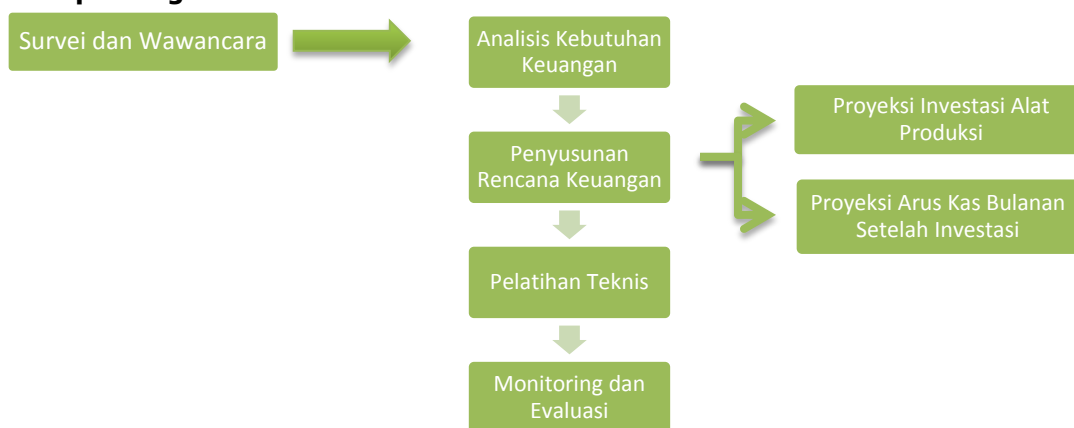 Survei dan Wawancara
Analisis Kebutuhan
Keuangan
Penyusunan
Rencana Keuangan
Proyeksi Investasi Alat
Produksi
Proyeksi Arus Kas Bulanan
Setelah Investasi
Pelatihan Teknis
Monitoring dan
Evaluasi